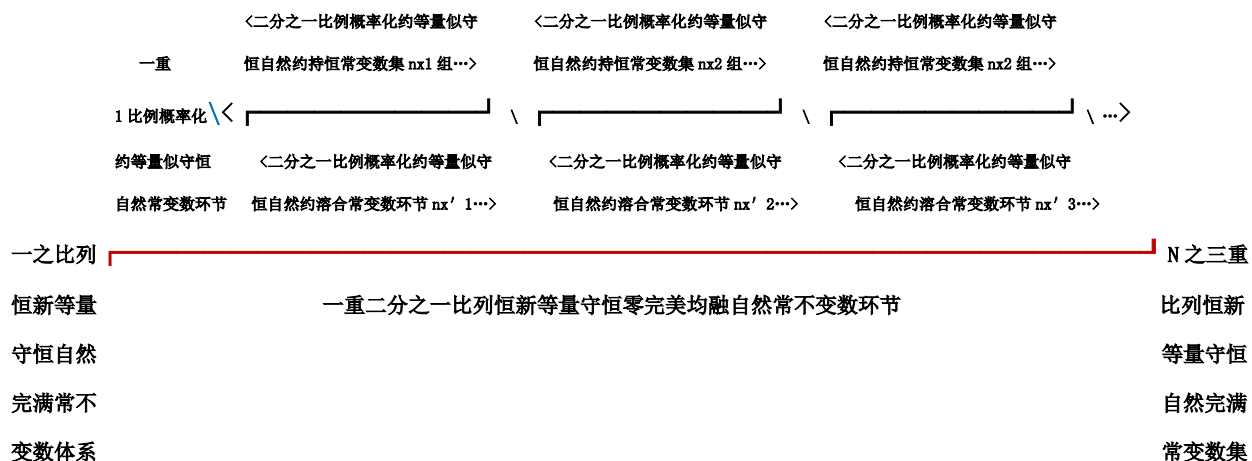 <二分之一比例概率化约等量似守 <二分之一比例概率化约等量似守 <二分之一比例概率化约等量似守
一重 恒自然约持恒常变数集 nx1 组…> 恒自然约持恒常变数集 nx2 组…> 恒自然约持恒常变数集 nx2 组…>
1 比例概率化\< \ \ \ …>
约等量似守恒 <二分之一比例概率化约等量似守 <二分之一比例概率化约等量似守 <二分之一比例概率化约等量似守
自然常变数环节 恒自然约溶合常变数环节 nx′1…> 恒自然约溶合常变数环节 nx′2…> 恒自然约溶合常变数环节 nx′3…>
一之比列 N 之三重
恒新等量 一重二分之一比列恒新等量守恒零完美均融自然常不变数环节 比列恒新
守恒自然 等量守恒
完满常不 自然完满
变数体系 常变数集